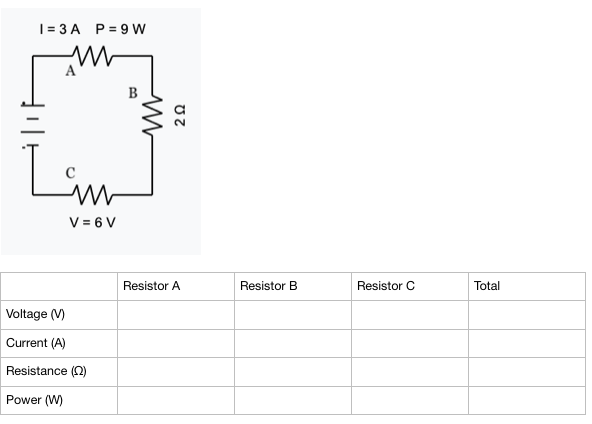 I = 3 A P = 9 W
A
B
2 Ω
C
V = 6 V
Resistor A Resistor B Resistor C Total
Voltage (V)
Current (A)
Resistance (Ω)
Power (W)